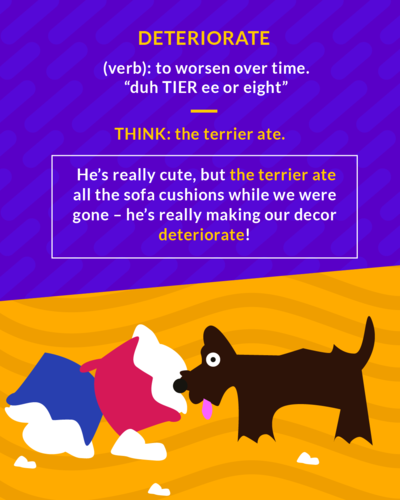 DETERIORATE
(verb): to worsen over time.
“duh TIER ee or eight”
THINK: the terrier ate.
He’s really cute, but the terrier ate
all the sofa cushions while we were
gone – he’s really making our decor
deteriorate!